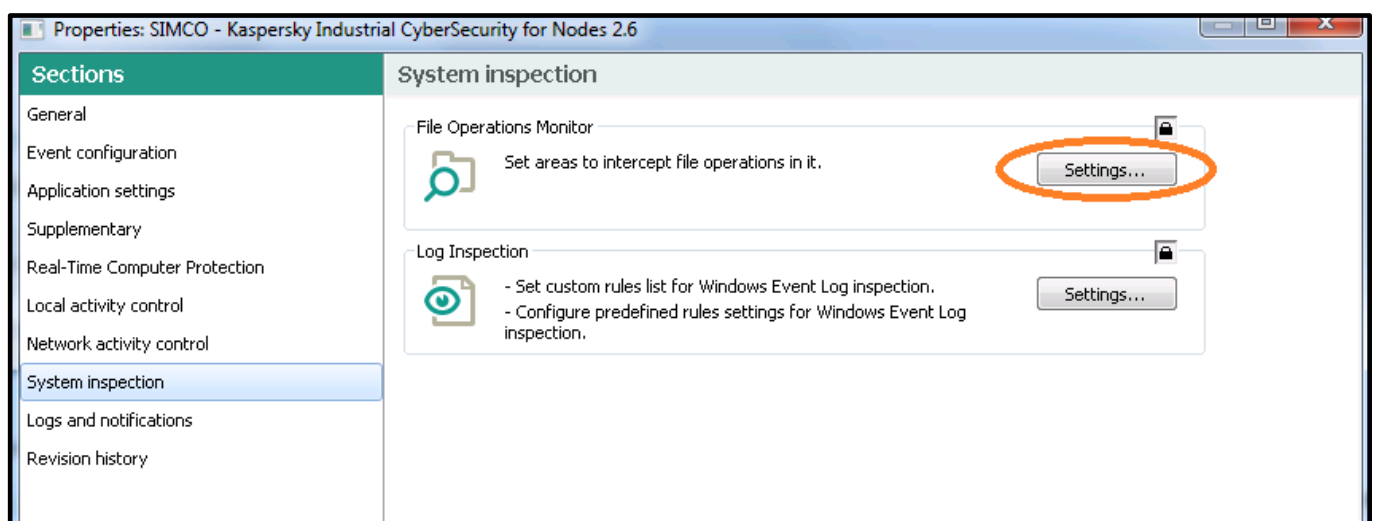 Properties: SIMCO - Kaspersky Industrial CyberSecurity for Nodes 2.6
Sections
General
Event configuration
Application settings
Supplementary
Real-Time Computer Protection
Local activity control
Network activity control
System inspection
Logs and notifications
Revision history
System inspection
File Operations Monitor
Set areas to intercept file operations in it.
Settings...
Log Inspection
- Set custom rules list for Windows Event Log inspection.
- Configure predefined rules settings for Windows Event Log
inspection.
Settings...